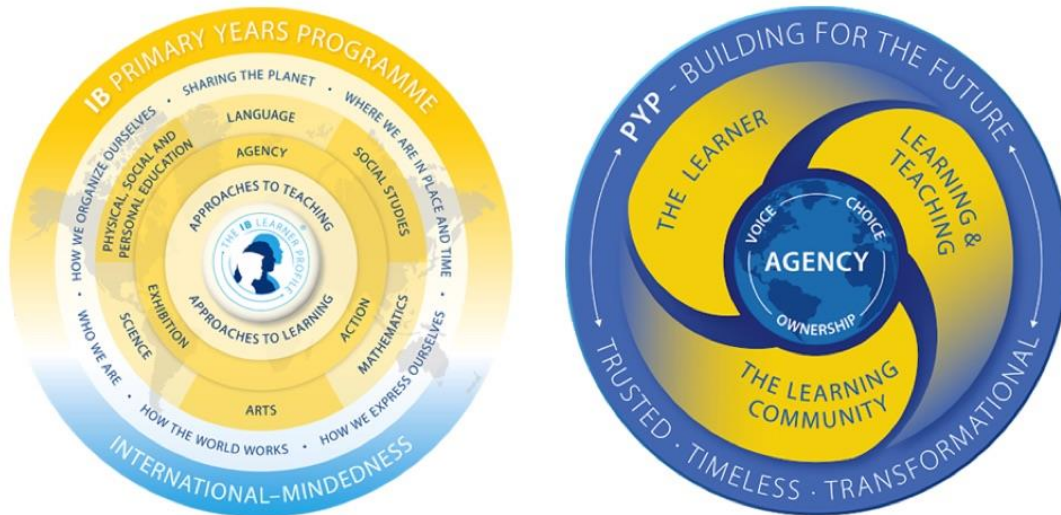 IB PRIMARY YEARS PROGRAMME
HOW WE ORGANIZE OURSELVES • SHARING THE PLANET • WHERE WE ARE IN PLACE AND TIME •
LANGUAGE
PHYSICAL, SOCIAL AND
PERSONAL EDUCATION
SOCIAL STUDIES
AGENCY
APPROACHES TO TEACHING
THE IB LEARNER PROFILE
APPROACHES TO LEARNING
EXHIBITION
ACTION
SCIENCE
MATHEMATICS
ARTS
• WHO WE ARE • HOW THE WORLD WORKS • HOW WE EXPRESS OURSELVES •
INTERNATIONAL–MINDEDNESS
PYP - BUILDING FOR THE FUTURE
THE LEARNER
LEARNING &
TEACHING
VOICE
CHOICE
AGENCY
OWNERSHIP
THE LEARNING
COMMUNITY
TRUSTED · TIMELESS · TRANSFORMATIONAL